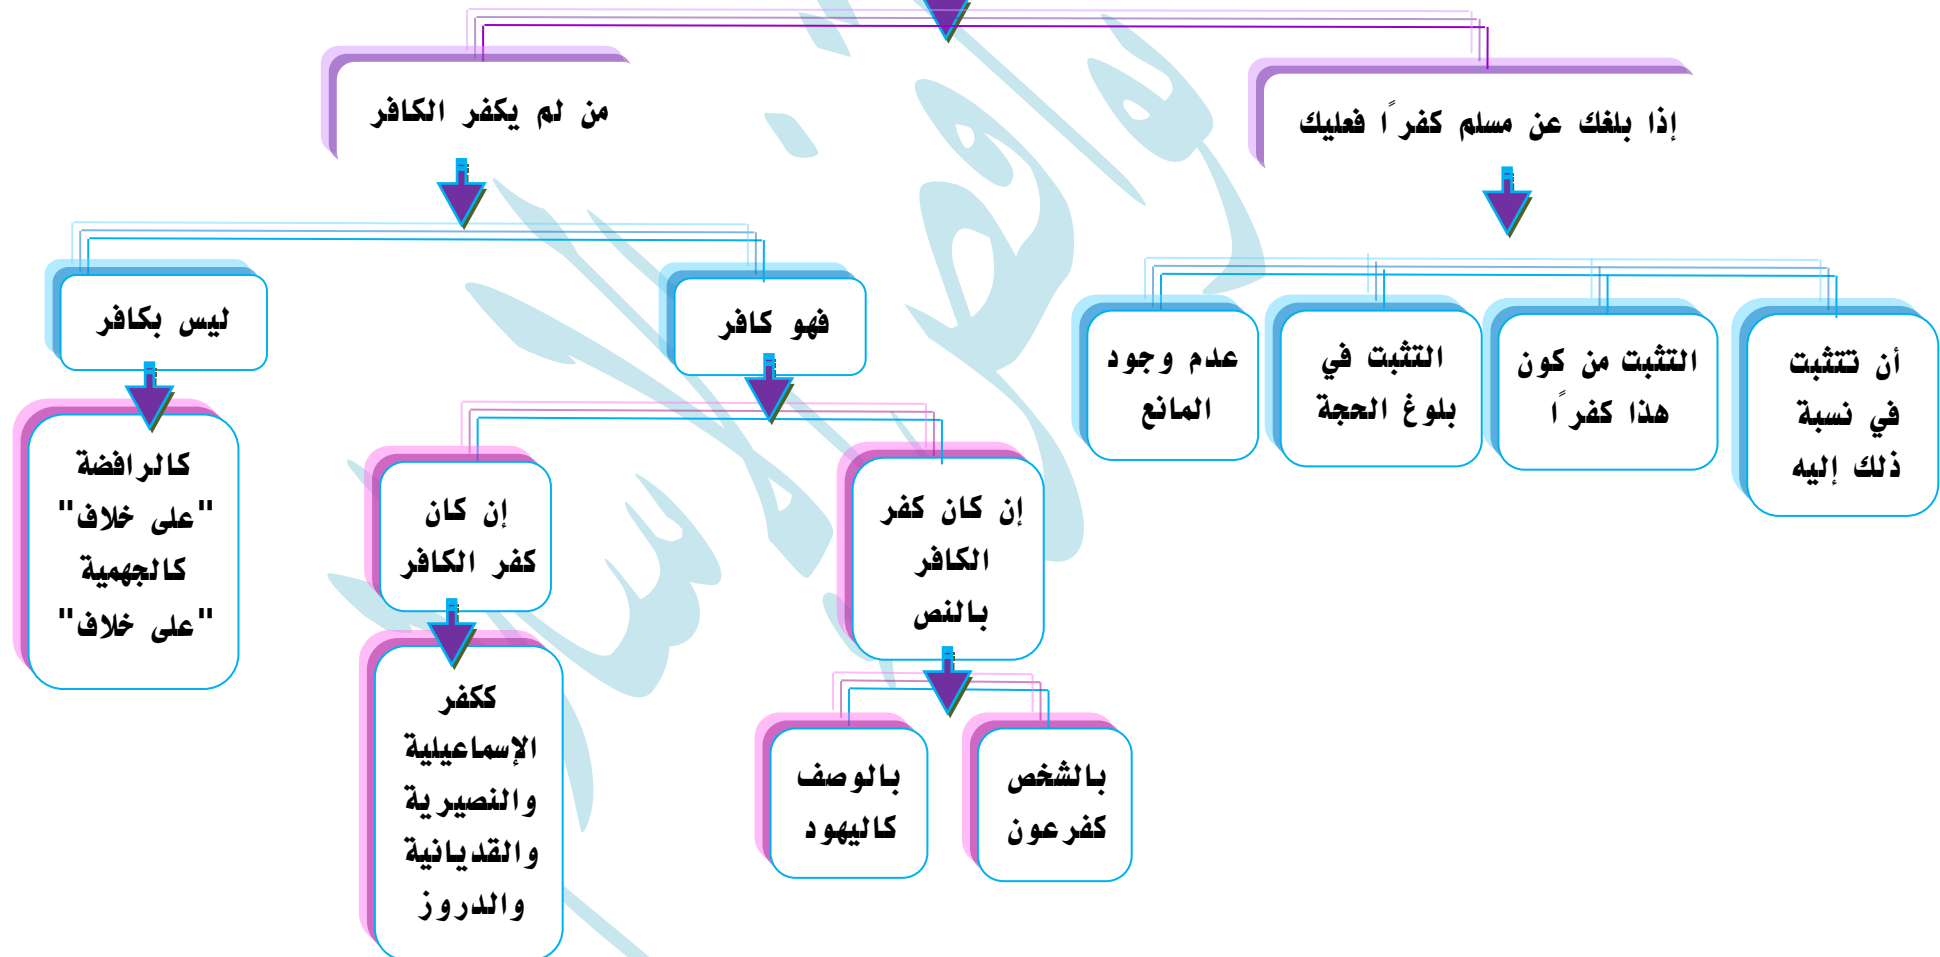 إذا بلغك عن مسلم كفرًا فعليك
أن تتثبت
في نسبة
ذلك إليه
التثبت من كون
هذا كفرًا
التثبت في
بلوغ الحجة
عدم وجود
المانع
من لم يكفر الكافر
فهو كافر
إن كان كفر
الكافر
بالنص
بالشخص
كفرعون
بالوصف
كاليهود
إن كان
كفر الكافر
ككفر
الإسماعيلية
والنصيرية
والقديانية
والدروز
ليس بكافر
كالرافضة
"على خلاف"
كالجهمية
"على خلاف"